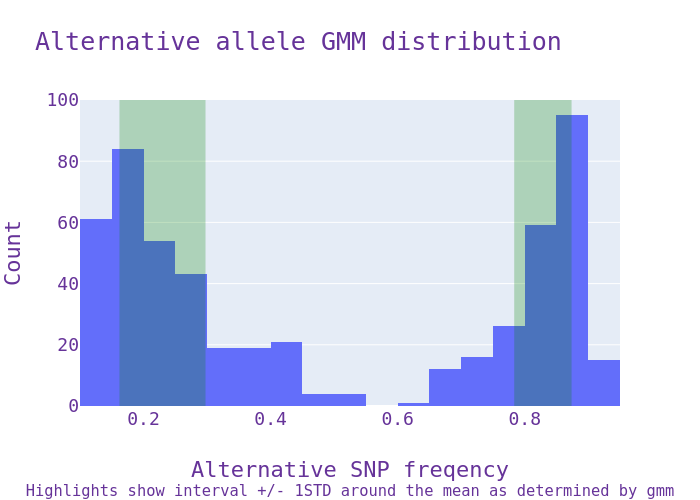 Alternative allele GMM distribution
100
80
60
40
20
0
Count
0.2 0.4 0.6 0.8
Alternative SNP freqency
Highlights show interval +/- 1STD around the mean as determined by gmm